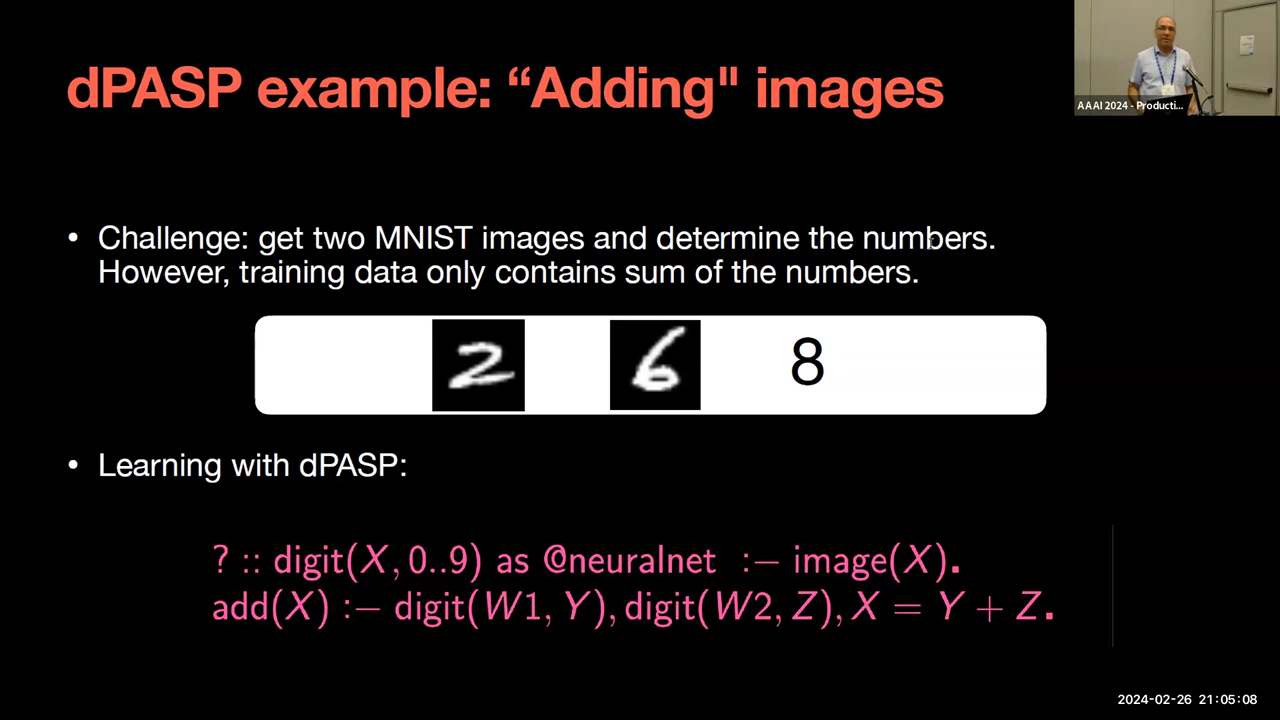 dPASP example: “Adding" images
A A AI 2024 - Producti...
• Challenge: get two MNIST images and determine the numbers.
However, training data only contains sum of the numbers.
2 6 8
• Learning with dPASP:
? :: digit(X, 0..9) as @neuralnet :− image(X).
add(X) :− digit(W1, Y), digit(W2, Z), X = Y + Z.
2024-02-26 21:05:08